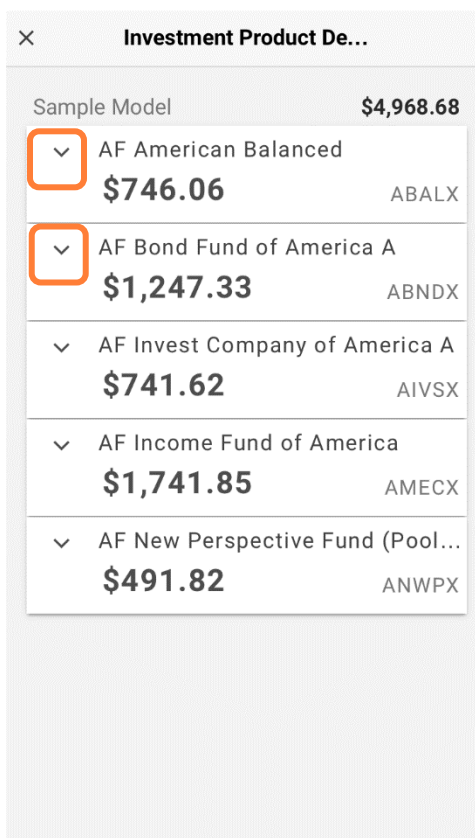 Investment Product De...
Sample Model $4,968.68
AF American Balanced
$746.06 ABALX
AF Bond Fund of America A
$1,247.33 ABNDX
AF Invest Company of America A
$741.62 AIVSX
AF Income Fund of America
$1,741.85 AMECX
AF New Perspective Fund (Pool...
$491.82 ANWPX